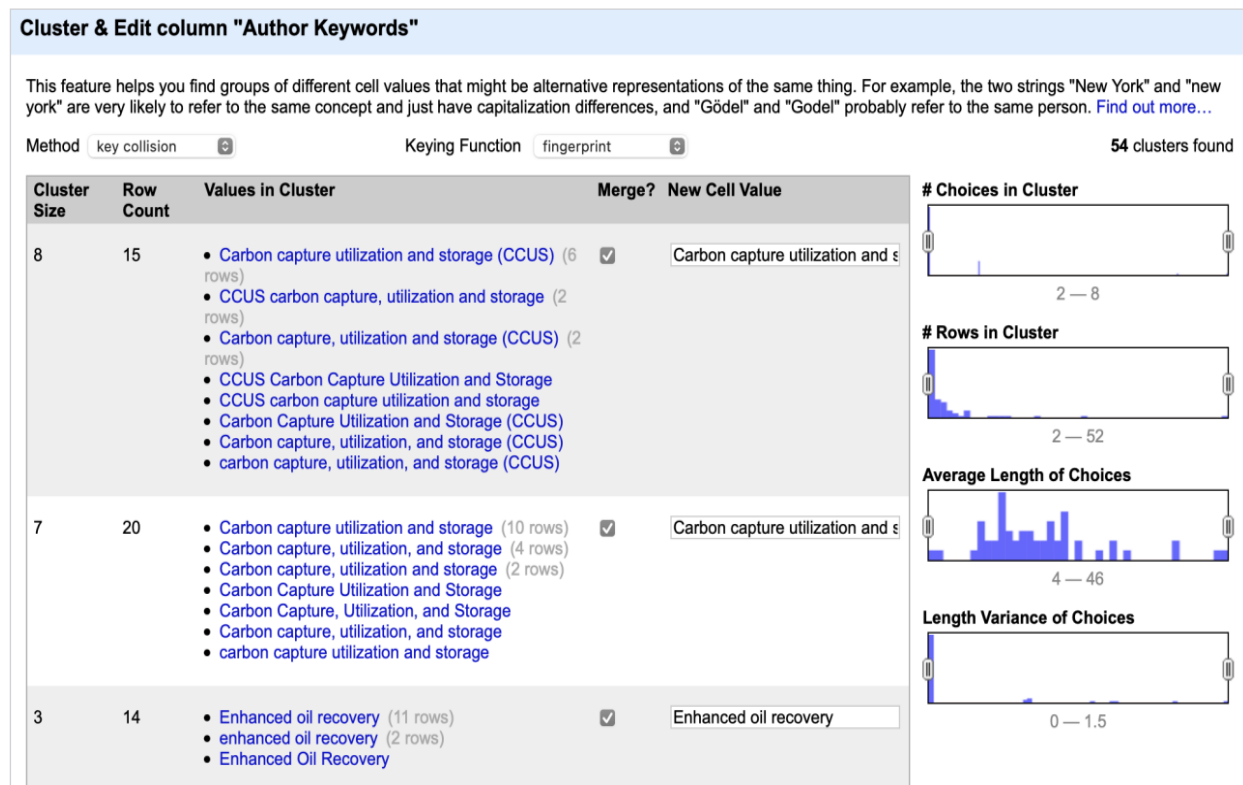 Cluster & Edit column "Author Keywords"
This feature helps you find groups of different cell values that might be alternative representations of the same thing. For example, the two strings "New York" and "new
york" are very likely to refer to the same concept and just have capitalization differences, and "Gödel" and "Godel" probably refer to the same person. Find out more...
Method key collision Keying Function fingerprint 54 clusters found
Cluster Size Row Count Values in Cluster Merge? New Cell Value
8 15 • Carbon capture utilization and storage (CCUS) (6 Carbon capture utilization and s
rows)
• CCUS carbon capture, utilization and storage (2
rows)
• Carbon capture, utilization and storage (CCUS) (2
rows)
• CCUS Carbon Capture Utilization and Storage
• CCUS carbon capture utilization and storage
• Carbon Capture Utilization and Storage (CCUS)
• Carbon capture, utilization, and storage (CCUS)
• carbon capture, utilization, and storage (CCUS)
7 20 • Carbon capture utilization and storage (10 rows) Carbon capture utilization and s
• Carbon capture, utilization, and storage (4 rows)
• Carbon capture, utilization and storage (2 rows)
• Carbon Capture Utilization and Storage
• Carbon Capture, Utilization, and Storage
• Carbon capture, utilization, and storage
• carbon capture utilization and storage
3 14 • Enhanced oil recovery (11 rows) Enhanced oil recovery
• enhanced oil recovery (2 rows)
• Enhanced Oil Recovery
# Choices in Cluster
2 — 8
# Rows in Cluster
2 — 52
Average Length of Choices
4 — 46
Length Variance of Choices
0 — 1.5